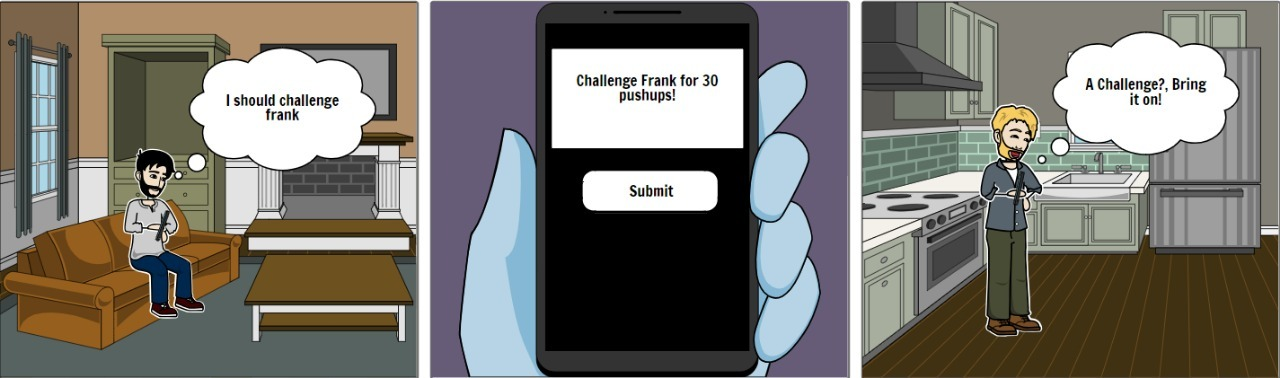 I should challenge
frank
Challenge Frank for 30
pushups!
Submit
A Challenge?, Bring
it on!